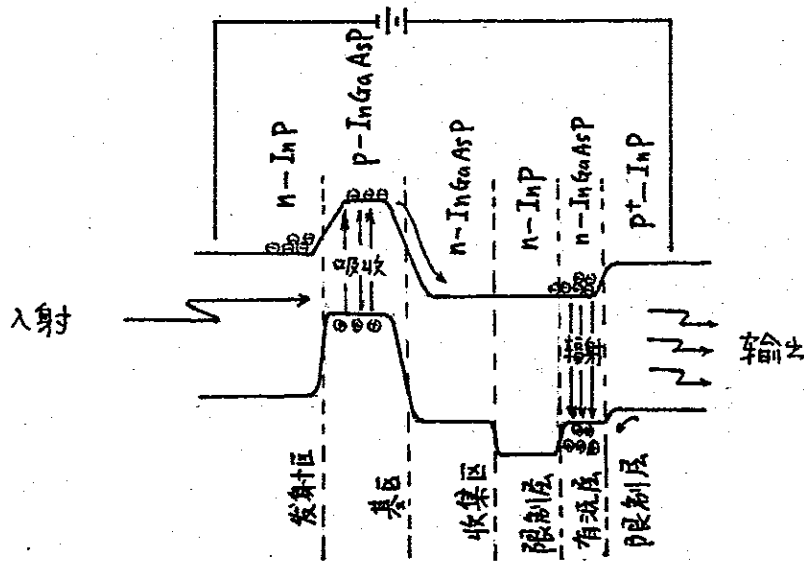 n-InP
p-InGaAsP
n-InGaAsP
n-InP
n-InGaAsP
p⁺-InP
吸收
入射
辐射
输出
发射区
基区
收集区
限制层
有源层
限制层